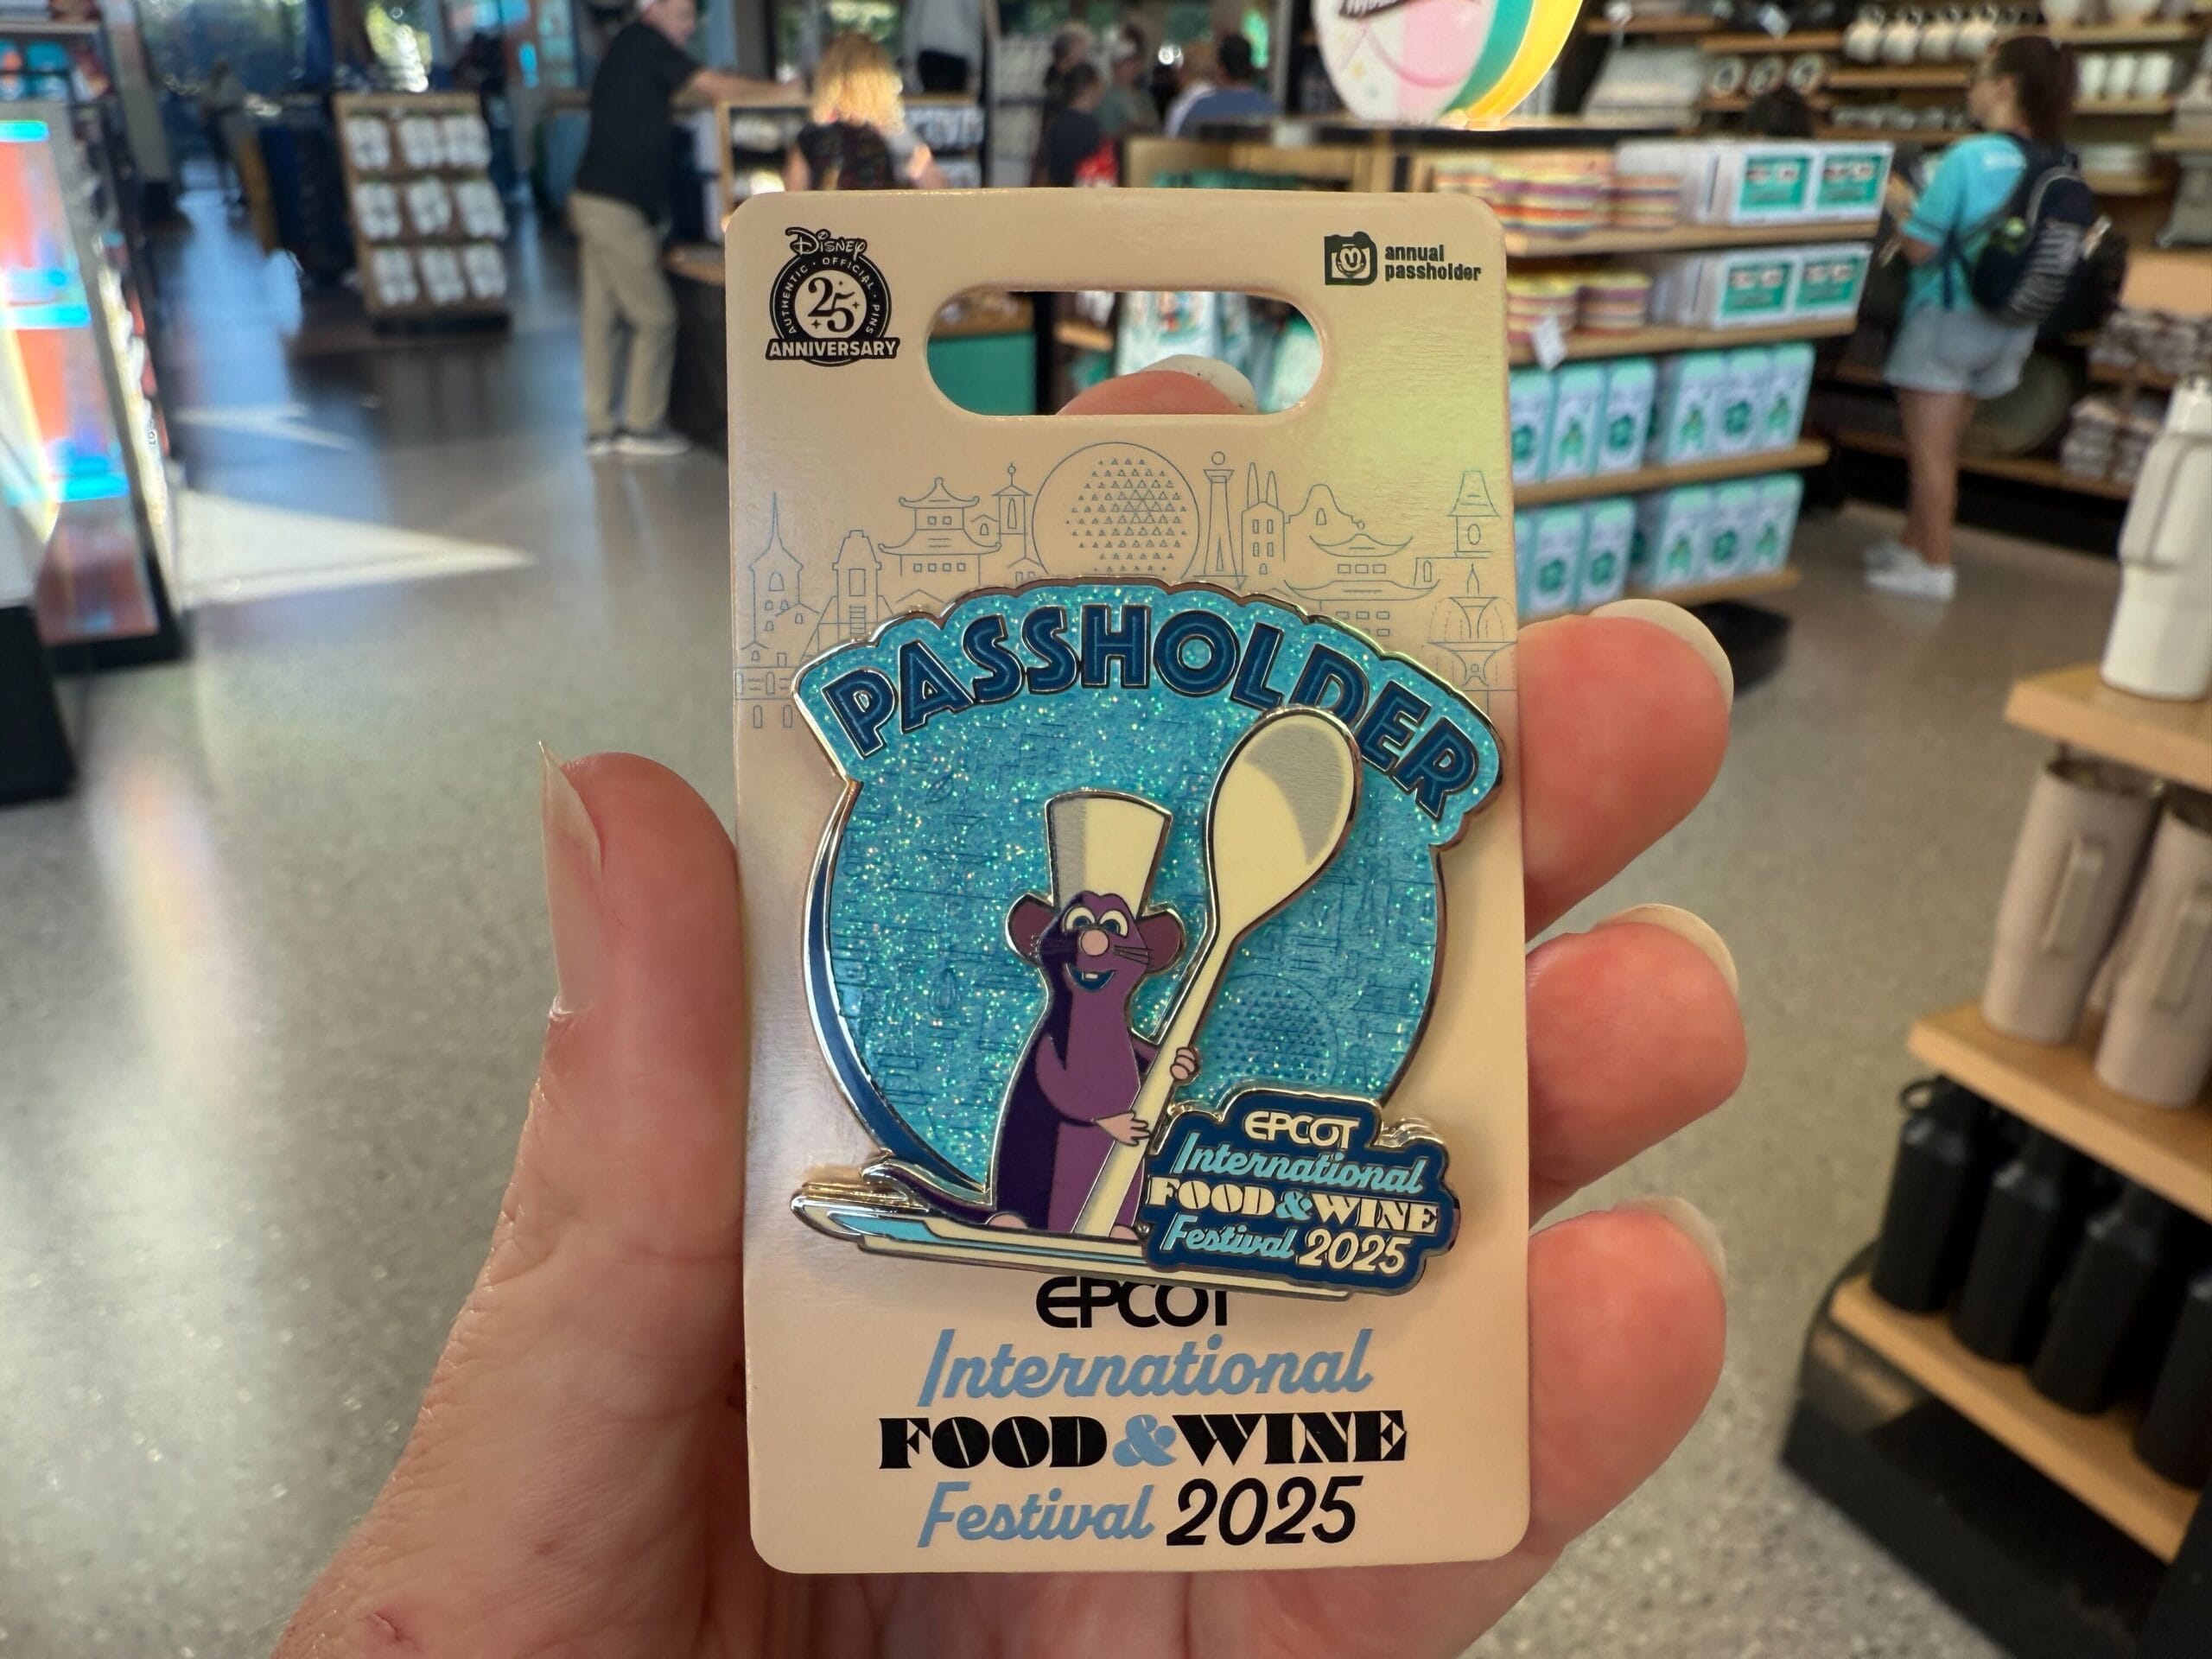 Disney
AUTHENTIC · OFFICIAL · PINS
25
ANNIVERSARY
annual
passholder
PASSHOLDER
EPCOT
International
FOOD & WINE
Festival 2025
EPCOT
International
FOOD & WINE
Festival 2025